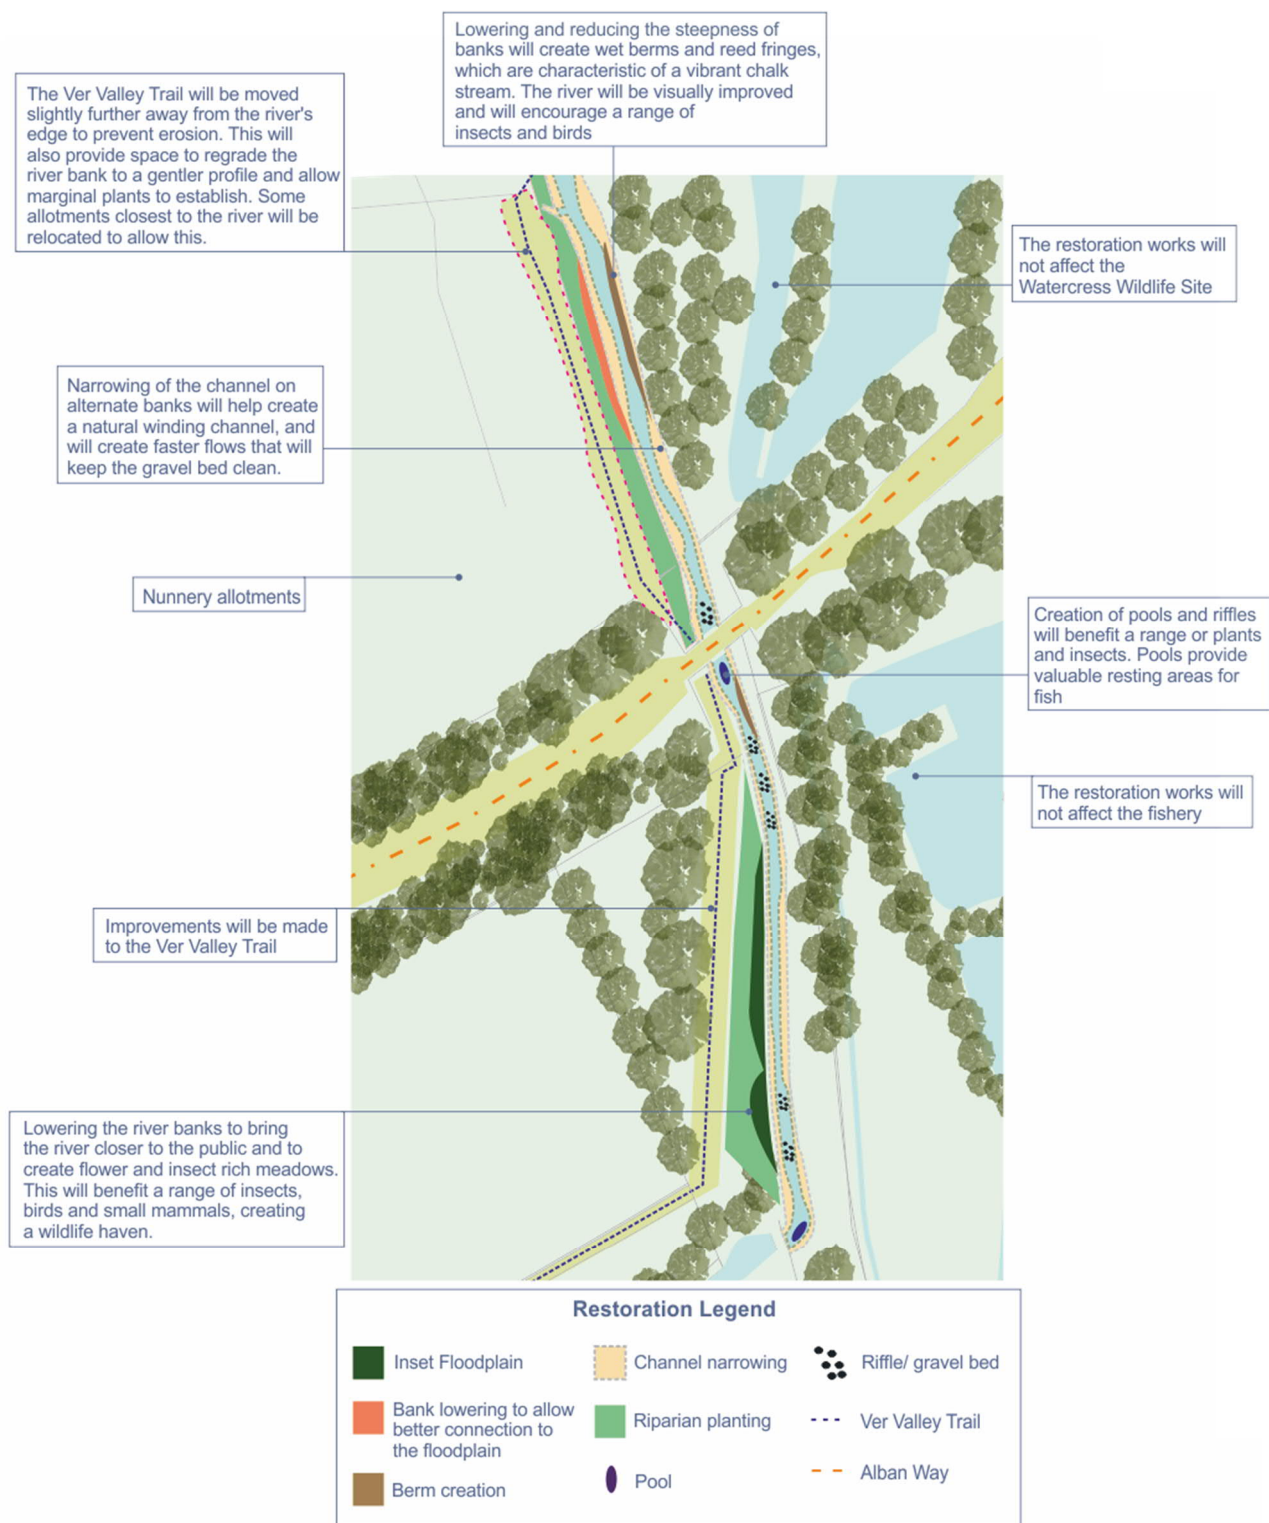 Lowering and reducing the steepness of
banks will create wet berms and reed fringes,
which are characteristic of a vibrant chalk
stream. The river will be visually improved
and will encourage a range of
insects and birds
The Ver Valley Trail will be moved
slightly further away from the river's
edge to prevent erosion. This will
also provide space to regrade the
river bank to a gentler profile and allow
marginal plants to establish. Some
allotments closest to the river will be
relocated to allow this.
The restoration works will
not affect the
Watercress Wildlife Site
Narrowing of the channel on
alternate banks will help create
a natural winding channel, and
will create faster flows that will
keep the gravel bed clean.
Nunnery allotments
Creation of pools and riffles
will benefit a range or plants
and insects. Pools provide
valuable resting areas for
fish
The restoration works will
not affect the fishery
Improvements will be made
to the Ver Valley Trail
Lowering the river banks to bring
the river closer to the public and to
create flower and insect rich meadows.
This will benefit a range of insects,
birds and small mammals, creating
a wildlife haven.
Restoration Legend
Inset Floodplain
Bank lowering to allow
better connection to
the floodplain
Berm creation
Channel narrowing
Riparian planting
Pool
Riffle/ gravel bed
Ver Valley Trail
Alban Way